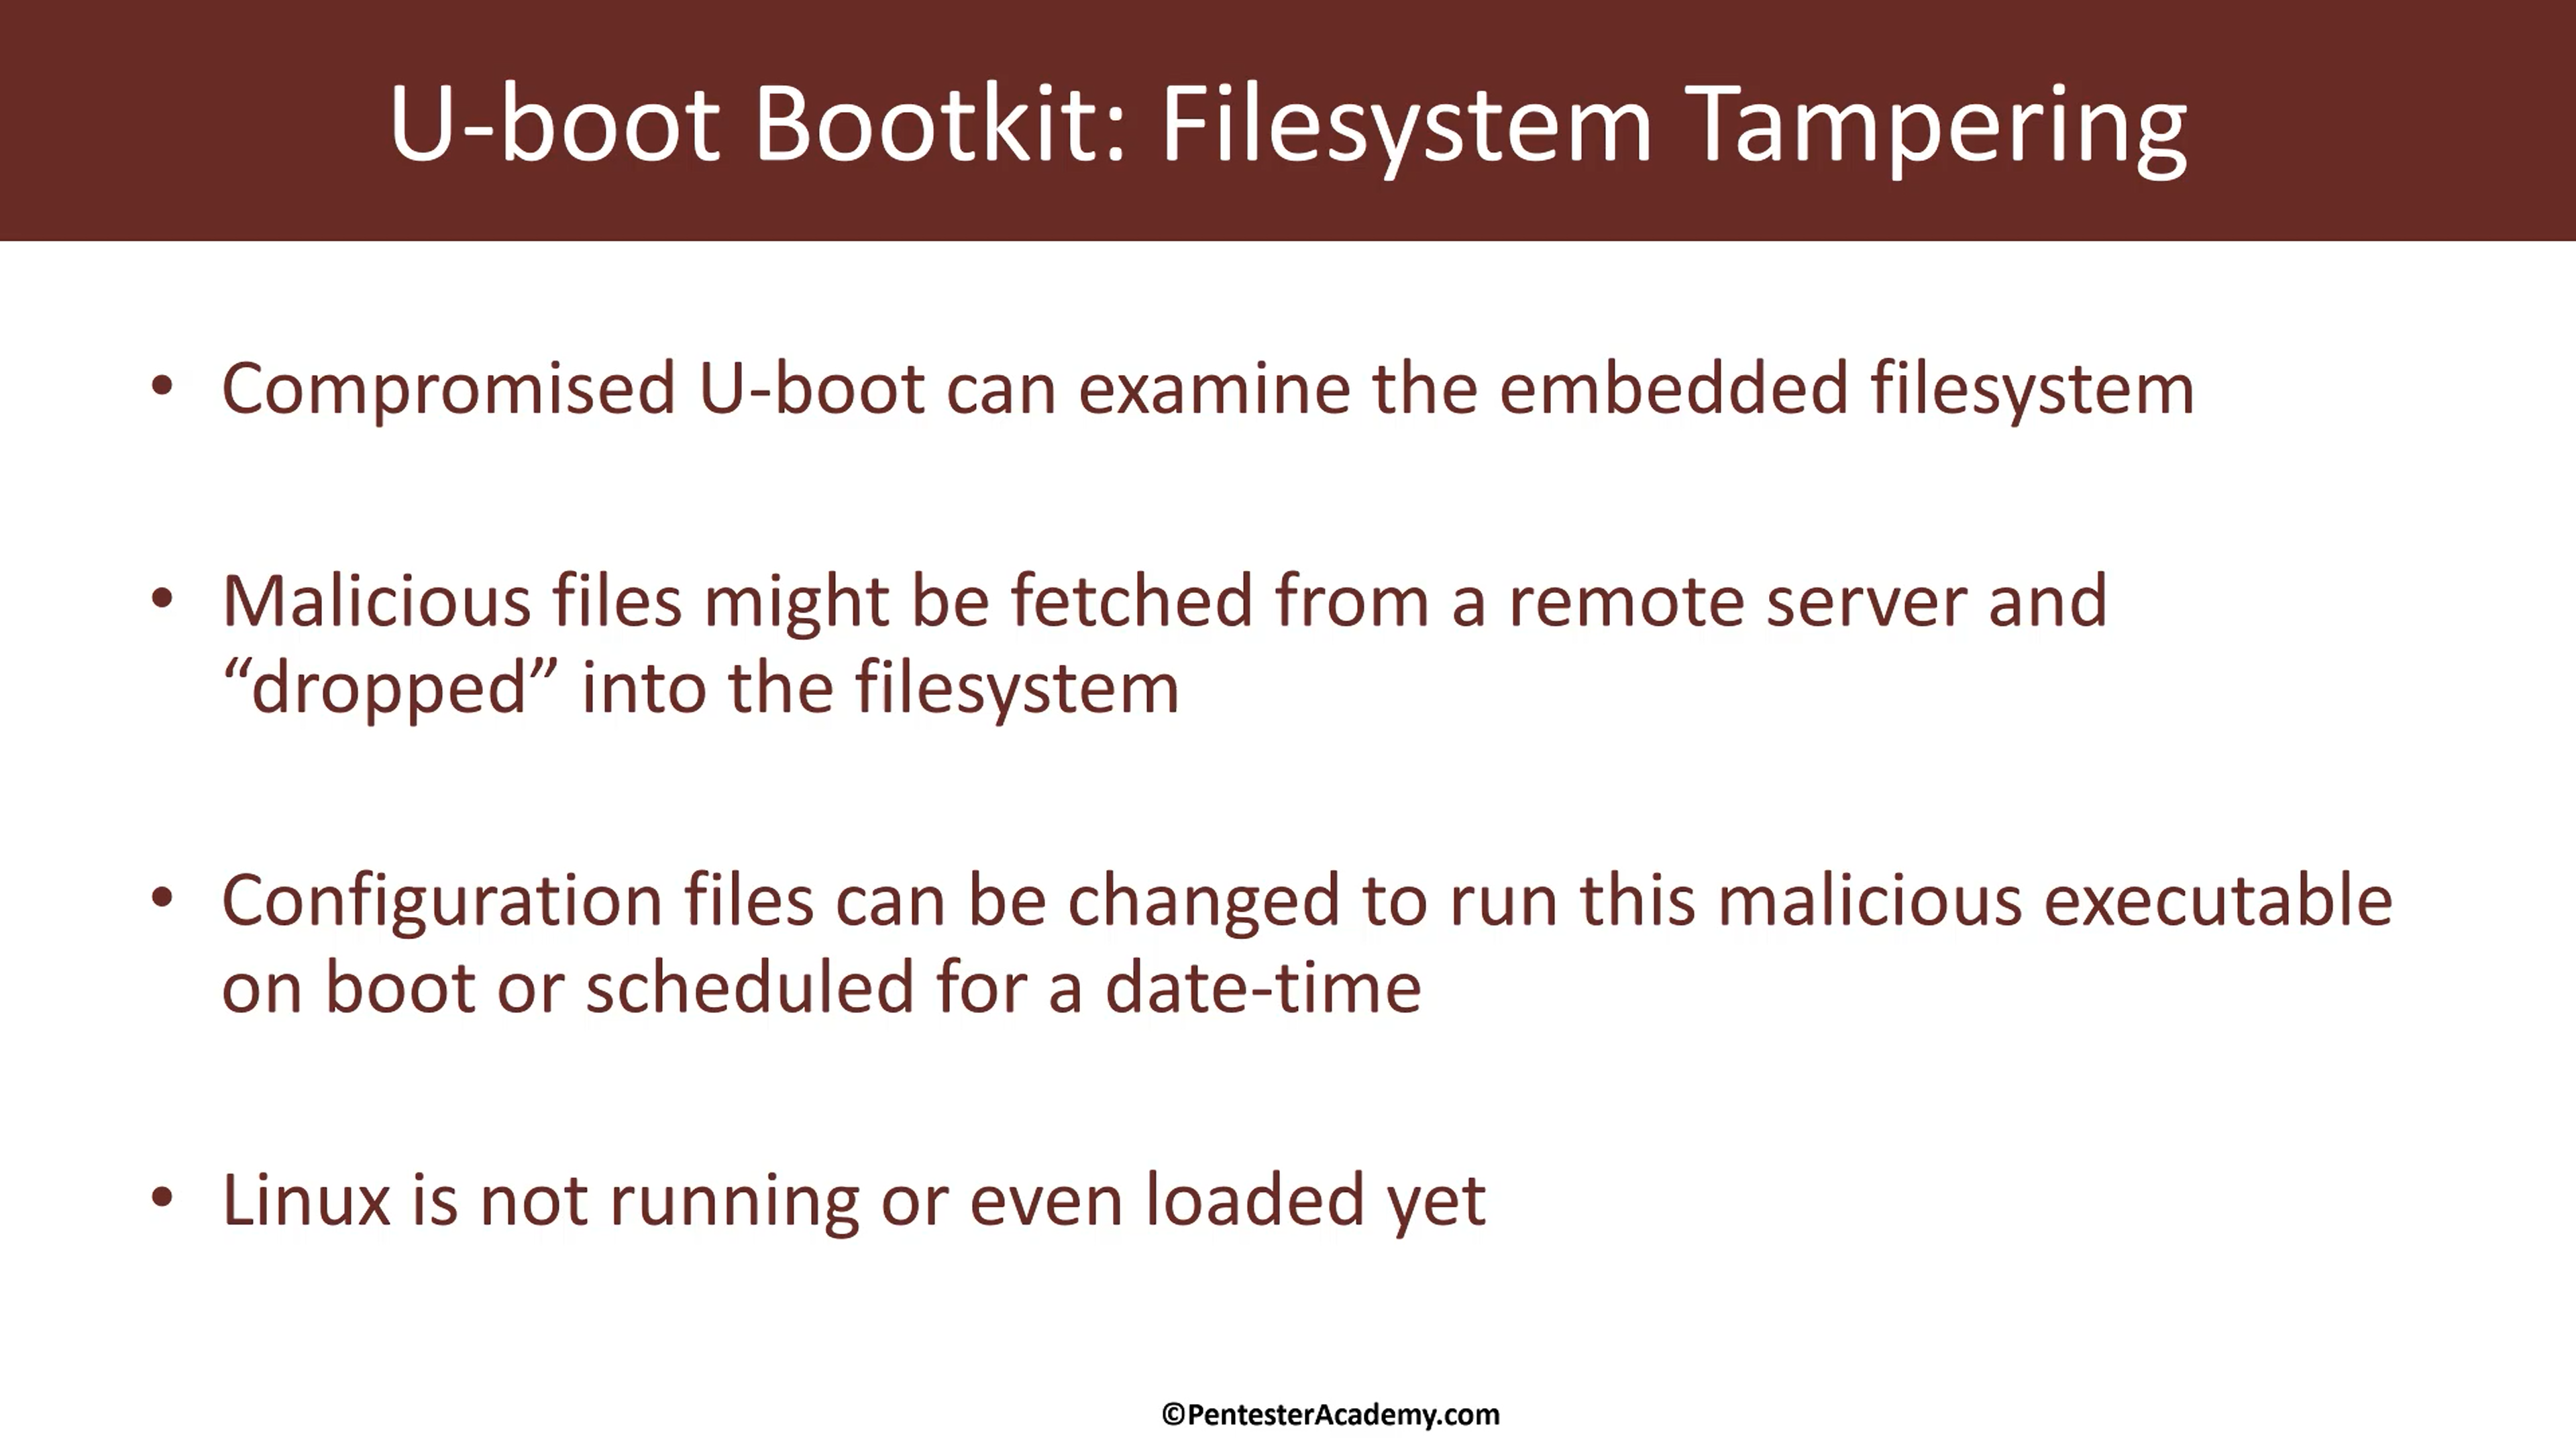 U-boot Bootkit: Filesystem Tampering
• Compromised U-boot can examine the embedded filesystem
• Malicious files might be fetched from a remote server and
“dropped” into the filesystem
• Configuration files can be changed to run this malicious executable
on boot or scheduled for a date-time
• Linux is not running or even loaded yet
©PentesterAcademy.com